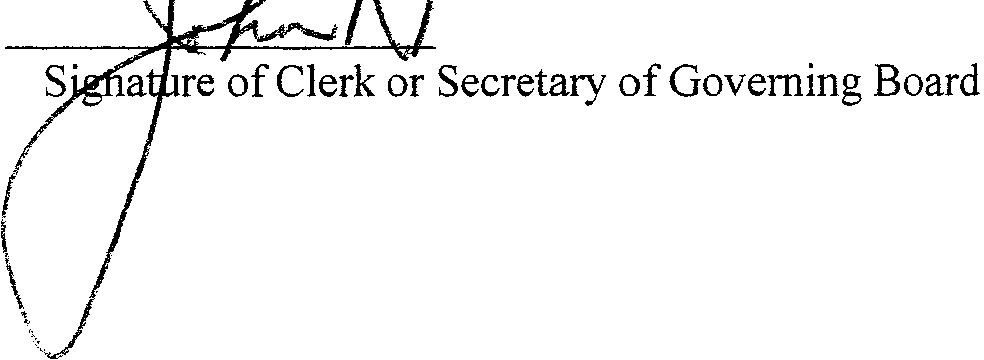 Signature of Clerk or Secretary of Governing Board